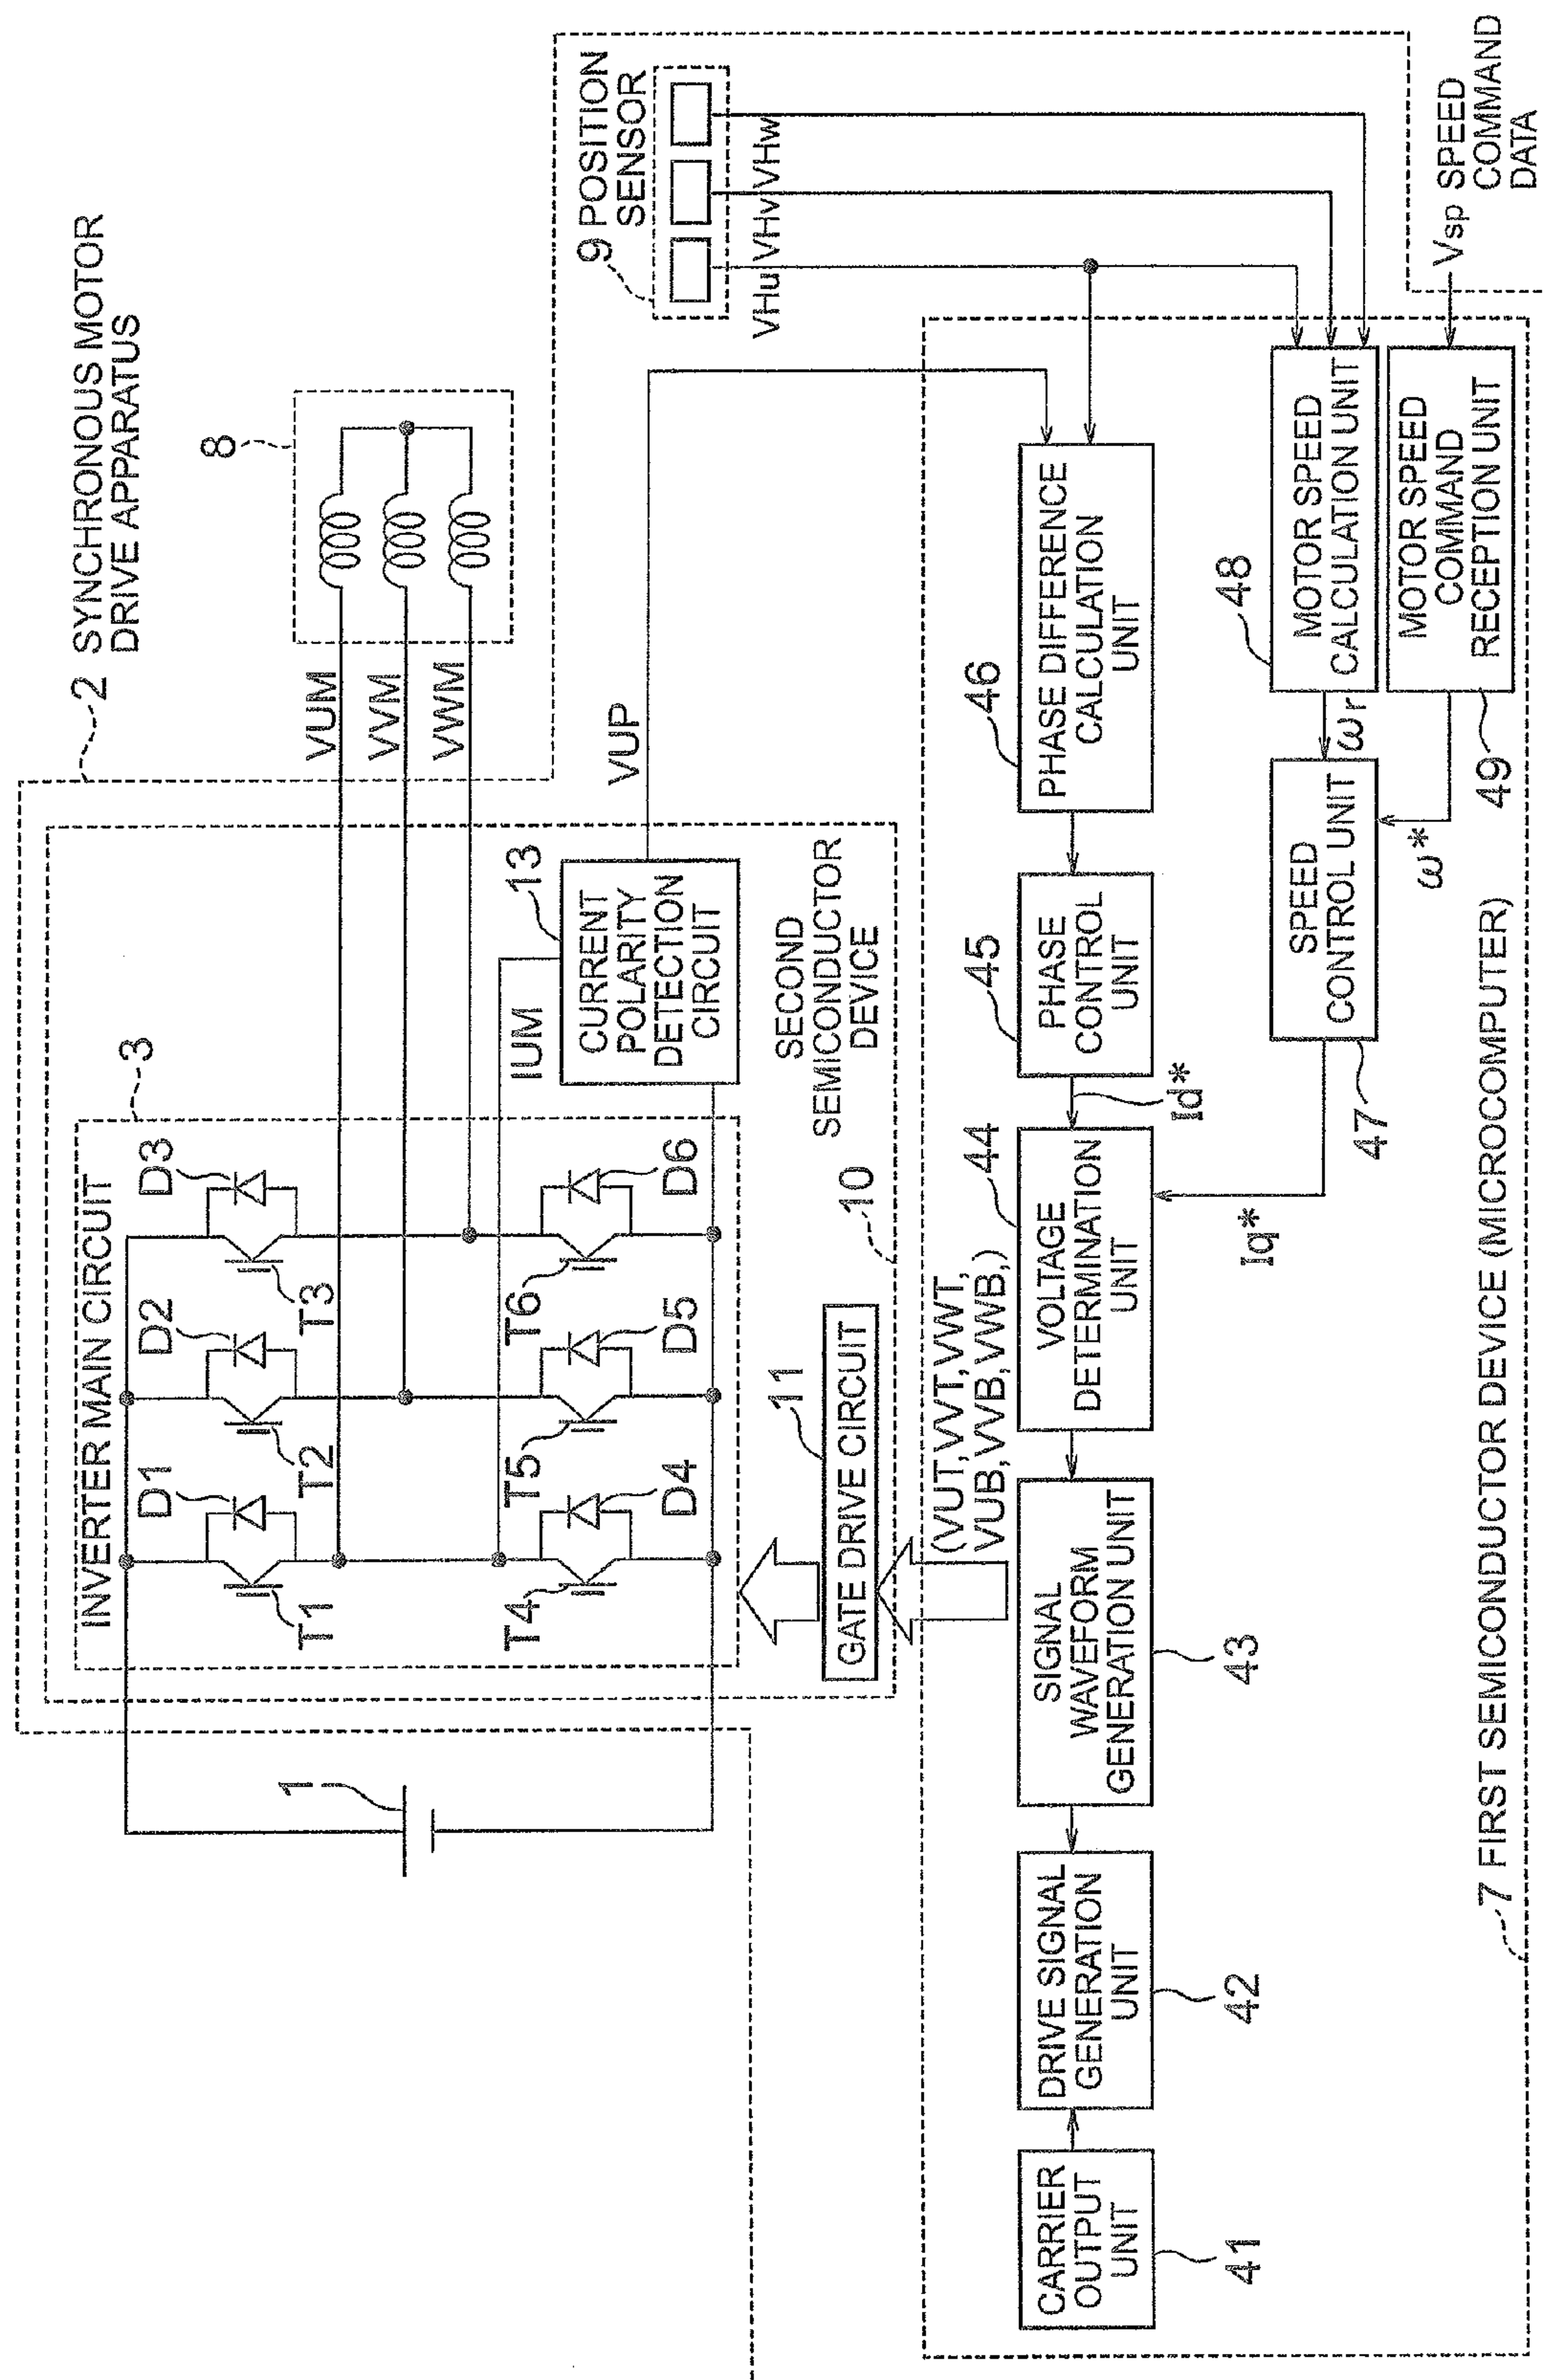 2 SYNCHRONOUS MOTOR
DRIVE APPARATUS
INVERTER MAIN CIRCUIT
3
D1
D2
D3
T1
T2
T3
T4
T5
T6
D4
D5
D6
1
VUM
VVM
VWM
8
IUM
13
CURRENT
POLARITY
DETECTION
CIRCUIT
VUP
9 POSITION
SENSOR
VHu
VHv
VHw
SECOND
SEMICONDUCTOR
DEVICE
10
11
GATE DRIVE CIRCUIT
(VUT,VVT,VWT,
VUB,VVB,VWB,)
CARRIER
OUTPUT
UNIT
41
DRIVE SIGNAL
GENERATION
UNIT
42
SIGNAL
WAVEFORM
GENERATION UNIT
43
44
VOLTAGE
DETERMINATION
UNIT
Id*
45
PHASE
CONTROL
UNIT
46
PHASE DIFFERENCE
CALCULATION
UNIT
Iq*
47
SPEED
CONTROL UNIT
ωr
48
MOTOR SPEED
CALCULATION UNIT
ω*
49
MOTOR SPEED
COMMAND
RECEPTION UNIT
Vsp SPEED
COMMAND
DATA
7 FIRST SEMICONDUCTOR DEVICE (MICROCOMPUTER)